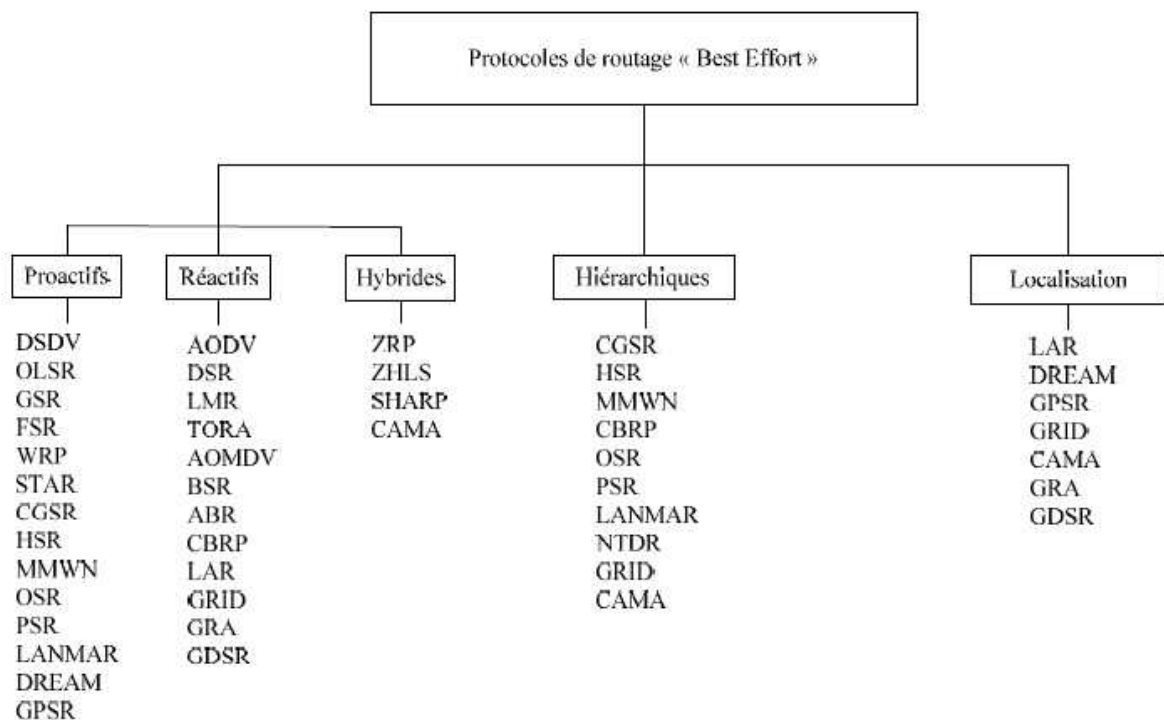 Protocoles de routage « Best Effort »
Proactifs
DSDV
OLSR
GSR
FSR
WRP
STAR
CGSR
HSR
MMWN
OSR
PSR
LANMAR
DREAM
GPSR
Réactifs
AODV
DSR
LMR
TORA
AOMDV
BSR
ABR
CBRP
LAR
GRID
GRA
GDSR
Hybrides
ZRP
ZHLS
SHARP
CAMA
Hiérarchiques
CGSR
HSR
MMWN
CBRP
OSR
PSR
LANMAR
NTDR
GRID
CAMA
Localisation
LAR
DREAM
GPSR
GRID
CAMA
GRA
GDSR